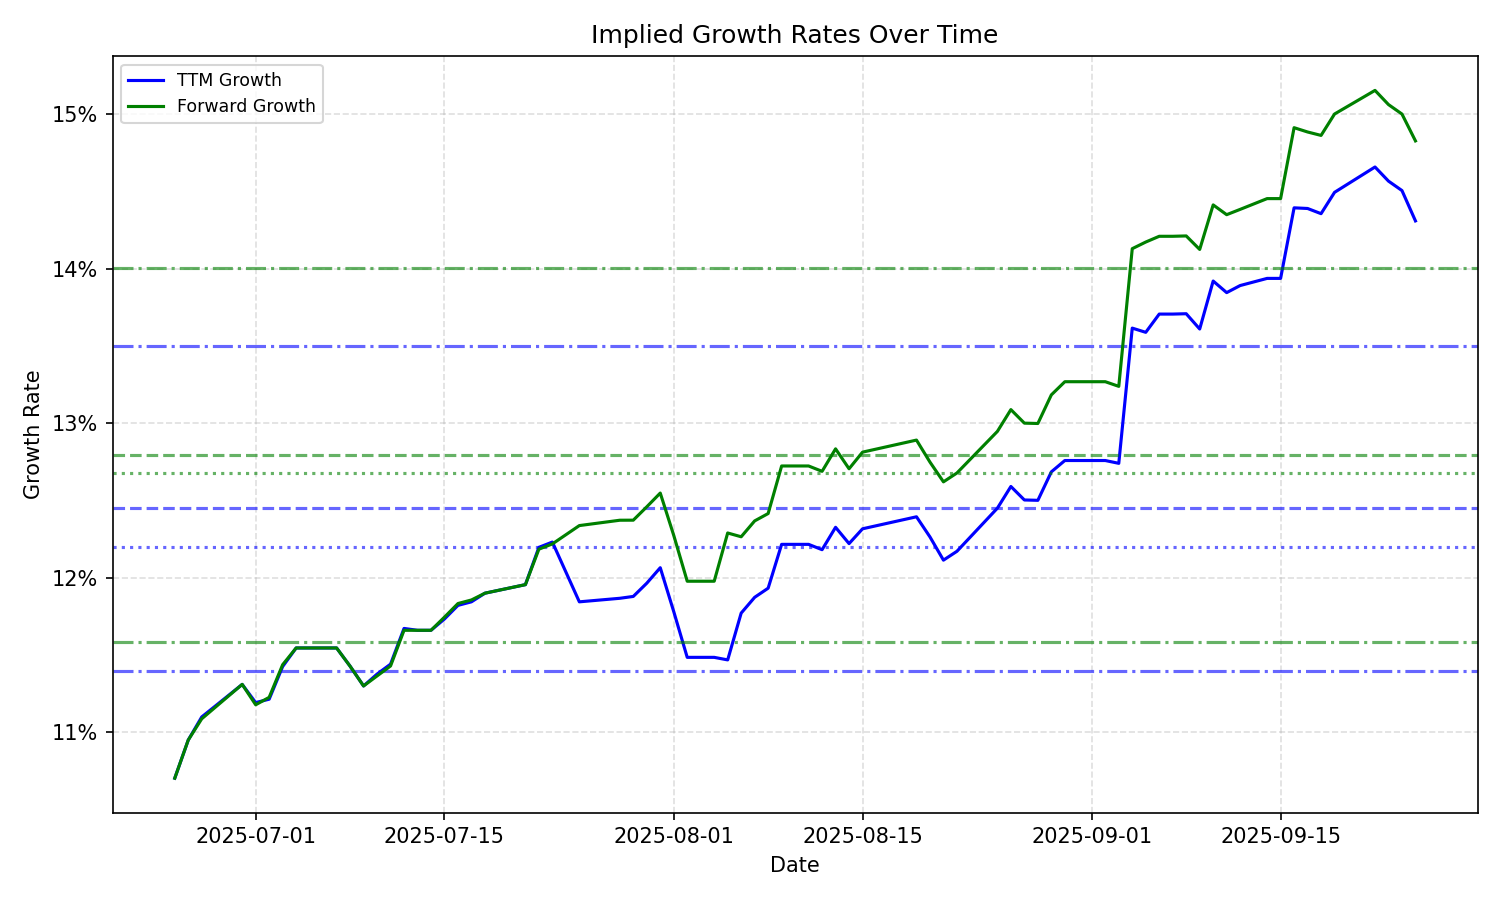 Implied Growth Rates Over Time
TTM Growth
Forward Growth
15%
14%
13%
12%
11%
Growth Rate
2025-07-01
2025-07-15
2025-08-01
2025-08-15
2025-09-01
2025-09-15
Date